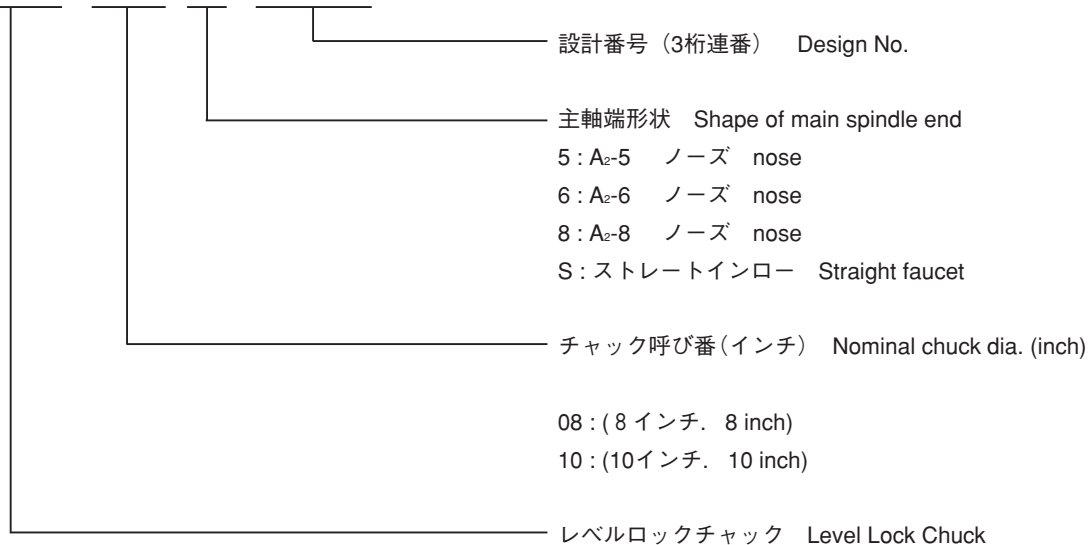 設計番号（3桁連番） Design No.
主軸端形状 Shape of main spindle end
5 : A₂-5 ノーズ nose
6 : A₂-6 ノーズ nose
8 : A₂-8 ノーズ nose
S : ストレートインロー Straight faucet
チャック呼び番（インチ） Nominal chuck dia. (inch)
08 : ( 8 インチ. 8 inch)
10 : (10インチ. 10 inch)
レベルロックチャック Level Lock Chuck